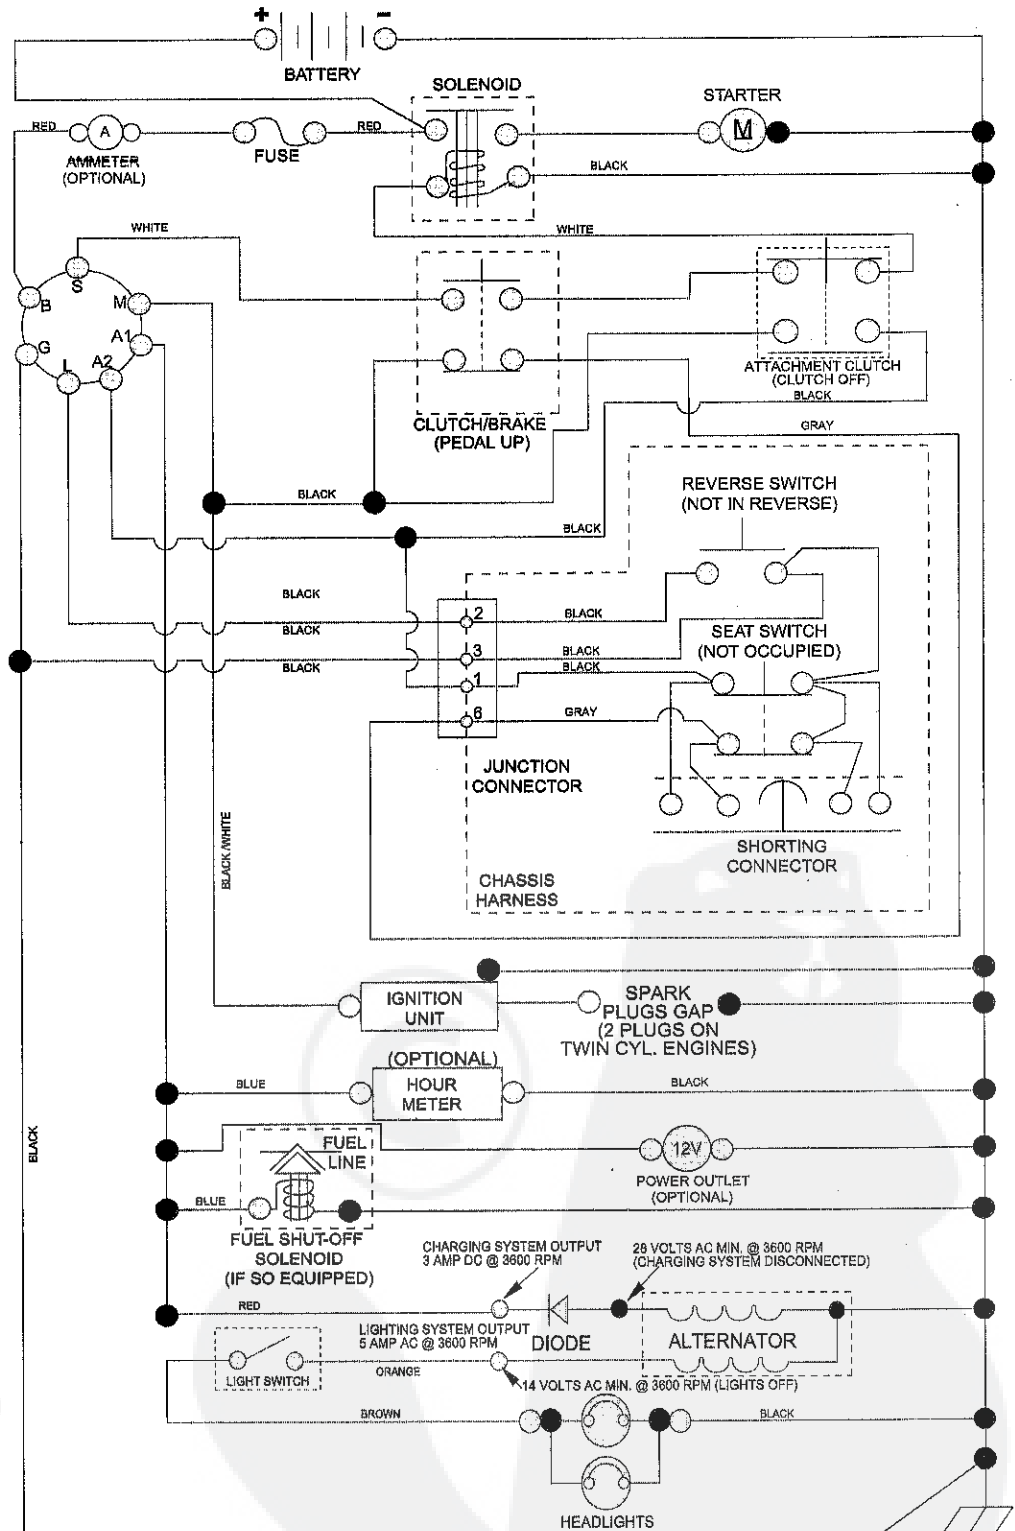 + −
BATTERY
SOLENOID
STARTER
RED
A
RED
M
FUSE
AMMETER
(OPTIONAL)
BLACK
WHITE
WHITE
S
B
M
A1
G
A2
L
ATTACHMENT CLUTCH
(CLUTCH OFF)
BLACK
CLUTCH/BRAKE
(PEDAL UP)
GRAY
REVERSE SWITCH
(NOT IN REVERSE)
BLACK
BLACK
BLACK
2
BLACK
BLACK
SEAT SWITCH
(NOT OCCUPIED)
3
BLACK
BLACK
BLACK
1
6
GRAY
JUNCTION
CONNECTOR
SHORTING
CONNECTOR
BLACK/WHITE
CHASSIS
HARNESS
IGNITION
UNIT
SPARK
PLUGS GAP
(2 PLUGS ON
TWIN CYL. ENGINES)
(OPTIONAL)
HOUR
METER
BLUE
BLACK
BLACK
FUEL
LINE
12V
POWER OUTLET
(OPTIONAL)
BLUE
FUEL SHUT-OFF
SOLENOID
(IF SO EQUIPPED)
CHARGING SYSTEM OUTPUT
3 AMP DC @ 3600 RPM
28 VOLTS AC MIN. @ 3600 RPM
(CHARGING SYSTEM DISCONNECTED)
RED
LIGHTING SYSTEM OUTPUT
5 AMP AC @ 3600 RPM
DIODE
ALTERNATOR
LIGHT SWITCH
ORANGE
14 VOLTS AC MIN. @ 3600 RPM (LIGHTS OFF)
BROWN
BLACK
HEADLIGHTS
©